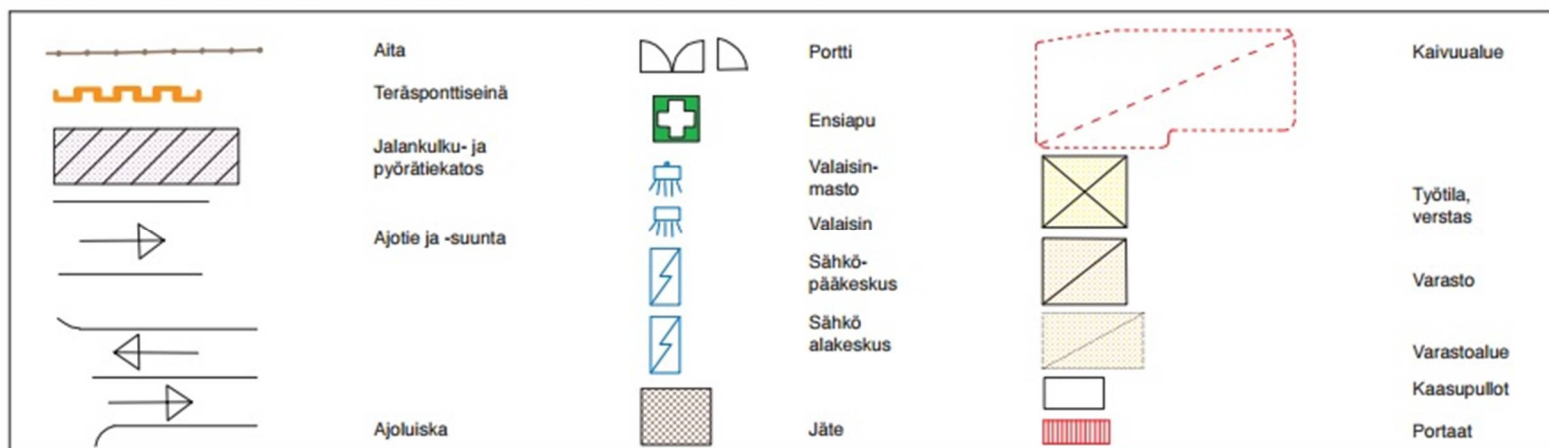 Aita
Teräsponttiseinä
Jalankulku- ja
pyörätiekatos
Ajotie ja -suunta
Ajoluiska
Portti
Ensiapu
Valaisin-
masto
Valaisin
Sähkö-
pääkeskus
Sähkö
alakeskus
Jäte
Kaivuualue
Työtila,
verstas
Varasto
Varastoalue
Kaasupullot
Portaat